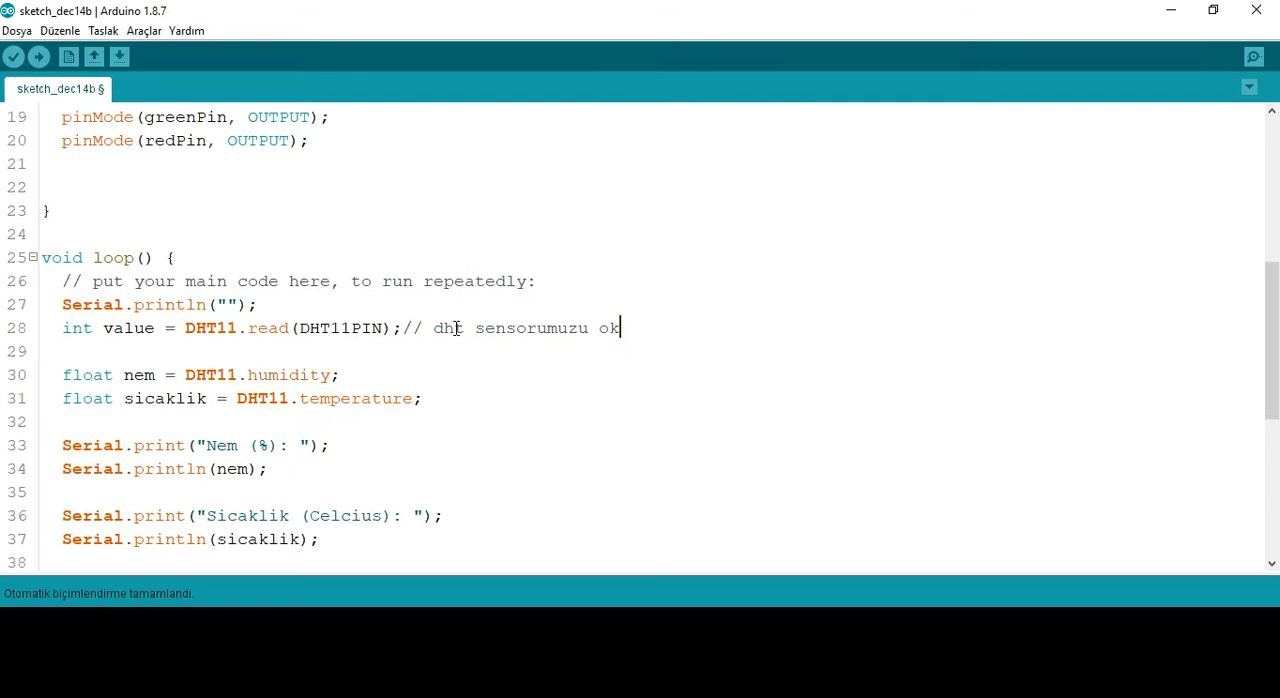 sketch_dec14b | Arduino 1.8.7
Dosya Düzenle Taslak Araçlar Yardım
sketch_dec14b §
19 pinMode(greenPin, OUTPUT);
20 pinMode(redPin, OUTPUT);
21
22
23 }
24
25 void loop() {
26 // put your main code here, to run repeatedly:
27 Serial.println("");
28 int value = DHT11.read(DHT11PIN);// dht sensorumuzu ok
29
30 float nem = DHT11.humidity;
31 float sicaklik = DHT11.temperature;
32
33 Serial.print("Nem (%): ");
34 Serial.println(nem);
35
36 Serial.print("Sicaklik (Celcius): ");
37 Serial.println(sicaklik);
38
Otomatik biçimlendirme tamamlandı.